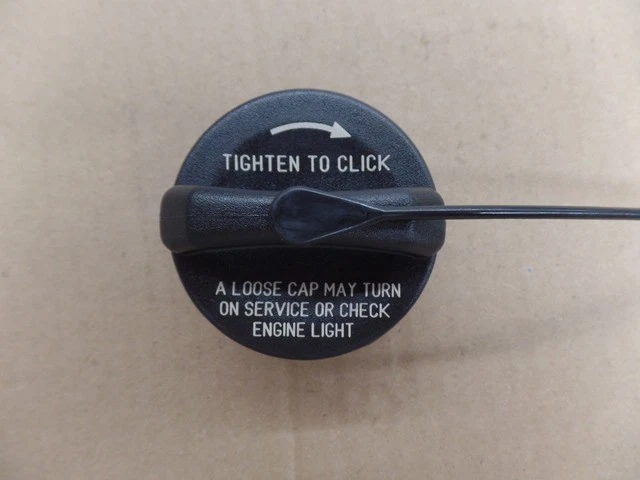 TIGHTEN TO CLICK
A LOOSE CAP MAY TURN
ON SERVICE OR CHECK
ENGINE LIGHT